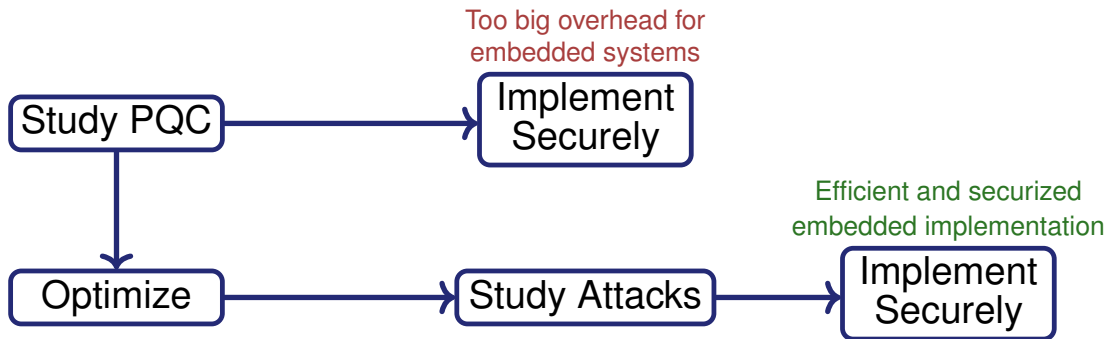 Too big overhead for
embedded systems
Study PQC
Implement
Securely
Efficient and securized
embedded implementation
Optimize
Study Attacks
Implement
Securely